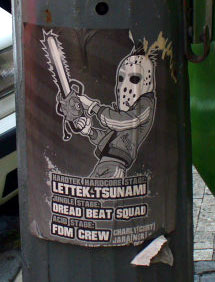 HARDTEK HARDCORE STAGE:
LETTEK.TSUNAMI
JUNGLE STAGE:
DREAD BEAT SQUAD
ACID STAGE:
FDM CREW